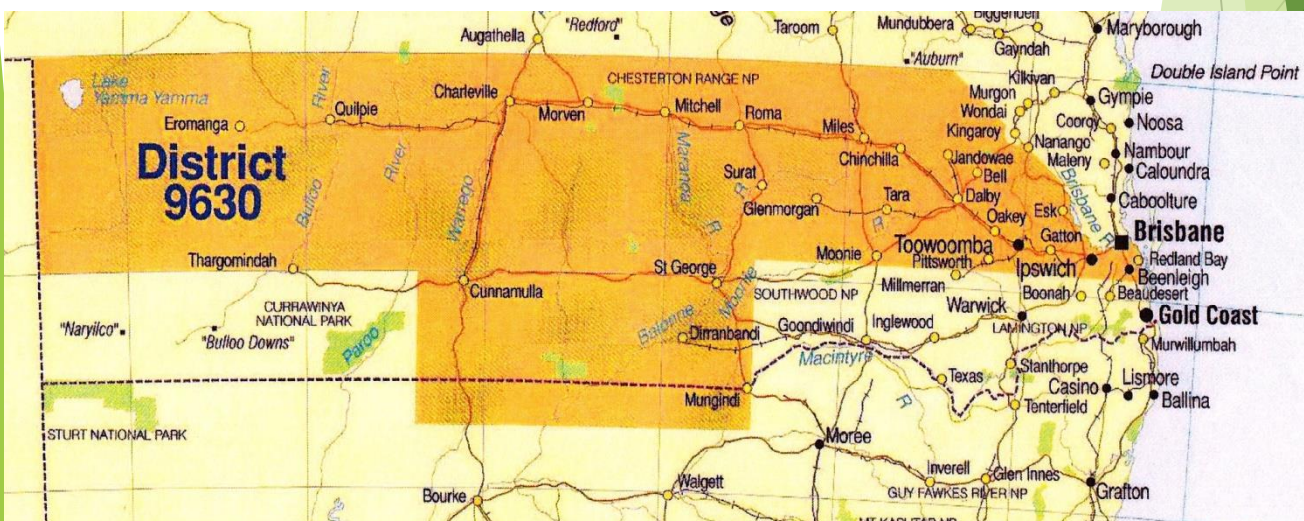 "Redford"
Taroom
Mundubbera
Biggenden
Maryborough
Augathella
Gayndah
"Auburn"
Lake
Yamma Yamma
River
CHESTERTON RANGE NP
Kilkivan
Double Island Point
Charleville
Quilpie
Morven
Mitchell
Roma
Miles
Murgon
Wondai
Gympie
Eromanga
Kingaroy
Cooroy
Noosa
District
9630
River
Maranoa
R
Chinchilla
Nanango
Maleny
Nambour
Jandowae
Bell
Caloundra
Surat
R
Tara
Dalby
Brisbane R
Caboolture
Glenmorgan
Esk
Bulloo
Warrego
Oakey
Gatton
Brisbane
Moonie
Toowoomba
Pittsworth
Ipswich
Redland Bay
Thargomindah
St George
Millmerran
Beenleigh
Cunnamulla
Moonie
SOUTHWOOD NP
Boonah
Beaudesert
CURRAWINYA
NATIONAL PARK
Warwick
Gold Coast
"Naryilco"
"Bulloo Downs"
Paroo
Balonne
Dirranbandi
Goondiwindi
Inglewood
LAMINGTON NP
Murwillumbah
Macintyre
R
Texas
Stanthorpe
Casino
Lismore
Mungindi
Tenterfield
Ballina
STURT NATIONAL PARK
Moree
Bourke
Walgett
Inverell
Glen Innes
GUY FAWKES RIVER NP
Grafton